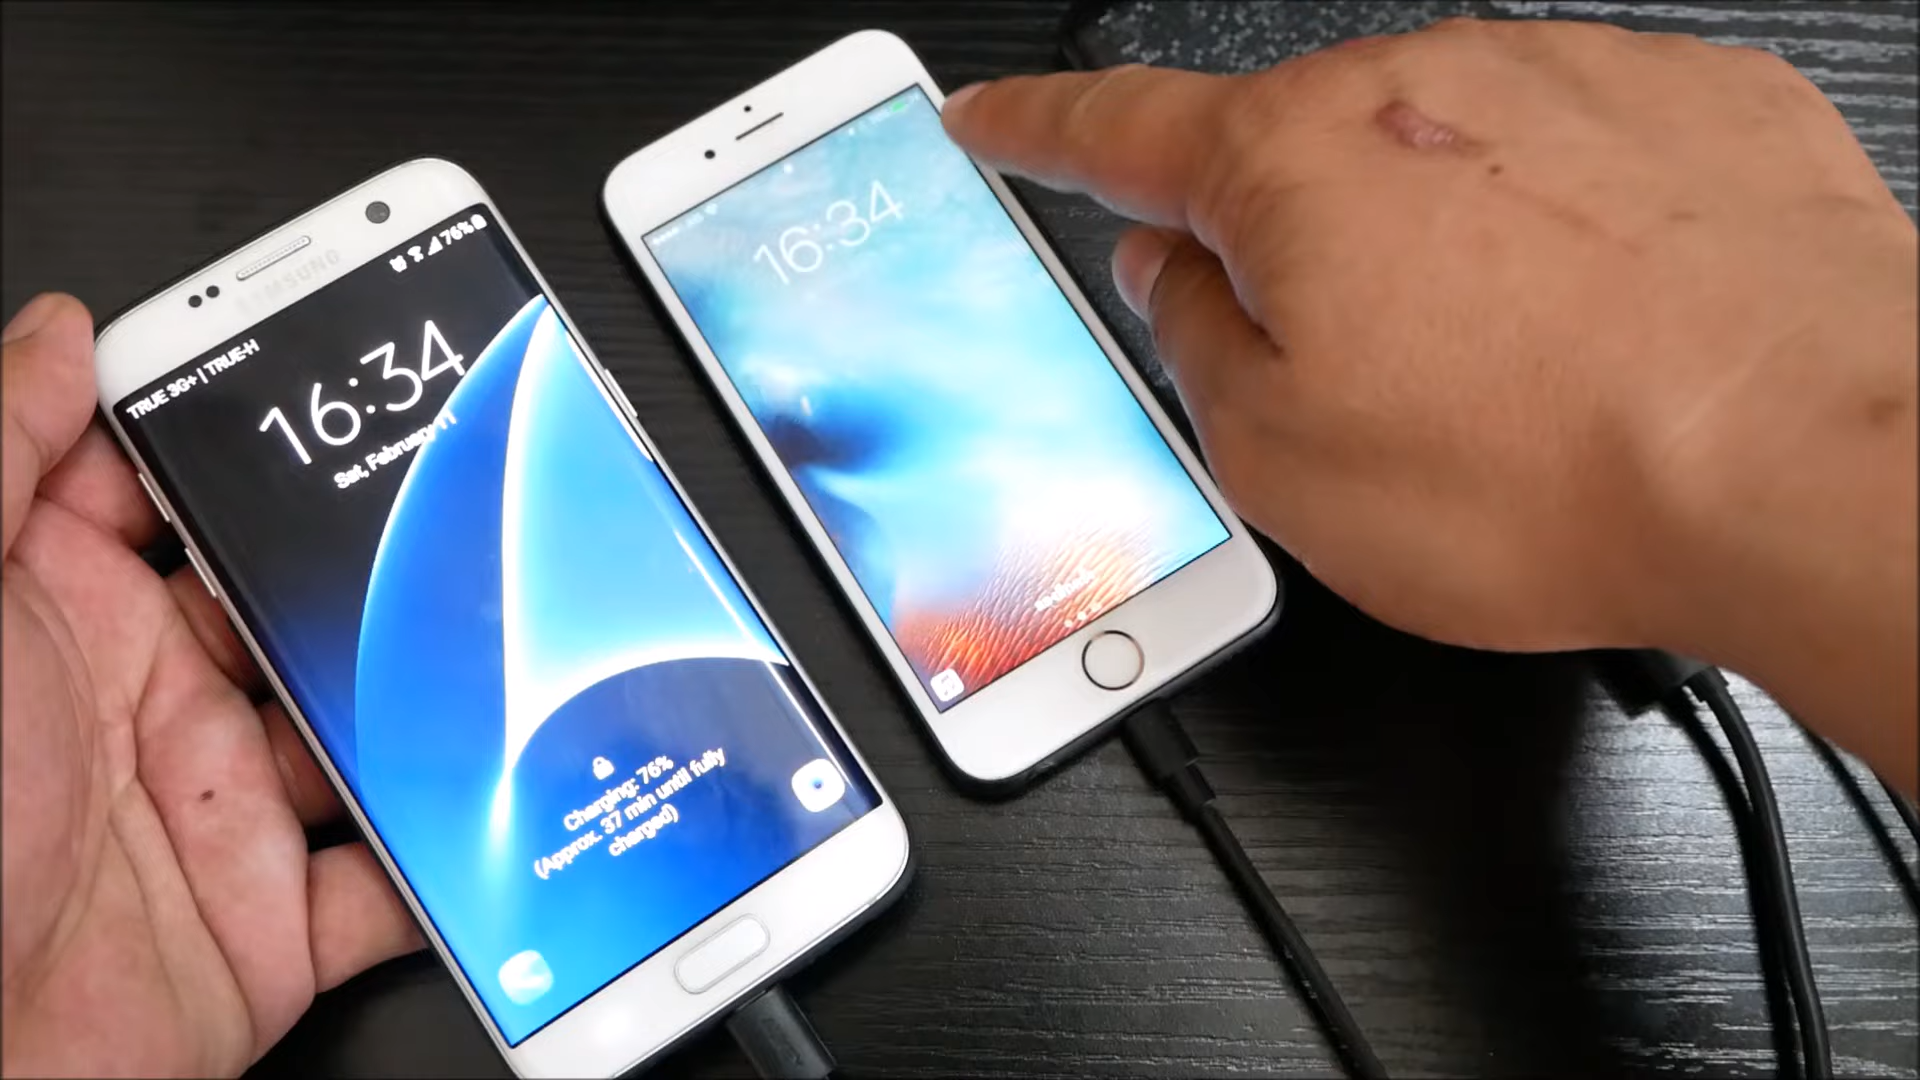 SAMSUNG
76%
TRUE 3G+ | TRUE-H
16:34
Sat, February 11
Charging: 76%
(Approx. 37 min until fully
charged)
16:34